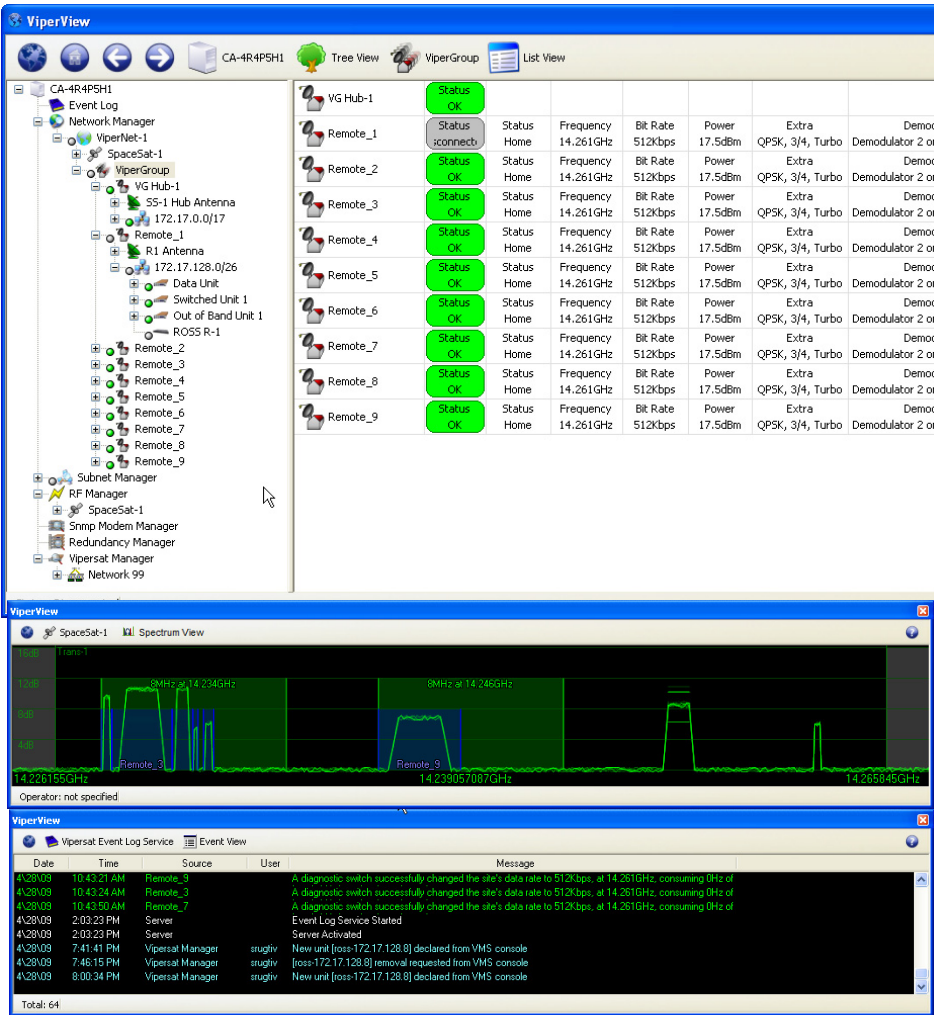 ViperView
CA-4R4P5H1 Tree View ViperGroup List View
CA-4R4P5H1
Event Log
Network Manager
ViperNet-1
SpaceSat-1
ViperGroup
VG Hub-1
SS-1 Hub Antenna
172.17.0.0/17
Remote_1
R1 Antenna
172.17.128.0/26
Data Unit
Switched Unit 1
Out of Band Unit 1
ROSS R-1
Remote_2
Remote_3
Remote_4
Remote_5
Remote_6
Remote_7
Remote_8
Remote_9
Subnet Manager
RF Manager
SpaceSat-1
Snmp Modem Manager
Redundancy Manager
Vipersat Manager
Network 99
VG Hub-1 Status
OK
Remote_1 Status Status Frequency Bit Rate Power Extra Demod
sconnect Home 14.261GHz 512Kbps 17.5dBm QPSK, 3/4, Turbo Demodulator 2 o
Remote_2 Status Status Frequency Bit Rate Power Extra Demod
OK Home 14.261GHz 512Kbps 17.5dBm QPSK, 3/4, Turbo Demodulator 2 o
Remote_3 Status Status Frequency Bit Rate Power Extra Demod
OK Home 14.261GHz 512Kbps 17.5dBm QPSK, 3/4, Turbo Demodulator 2 o
Remote_4 Status Status Frequency Bit Rate Power Extra Demod
OK Home 14.261GHz 512Kbps 17.5dBm QPSK, 3/4, Turbo Demodulator 2 o
Remote_5 Status Status Frequency Bit Rate Power Extra Demod
OK Home 14.261GHz 512Kbps 17.5dBm QPSK, 3/4, Turbo Demodulator 2 o
Remote_6 Status Status Frequency Bit Rate Power Extra Demod
OK Home 14.261GHz 512Kbps 17.5dBm QPSK, 3/4, Turbo Demodulator 2 o
Remote_7 Status Status Frequency Bit Rate Power Extra Demod
OK Home 14.261GHz 512Kbps 17.5dBm QPSK, 3/4, Turbo Demodulator 2 o
Remote_8 Status Status Frequency Bit Rate Power Extra Demod
OK Home 14.261GHz 512Kbps 17.5dBm QPSK, 3/4, Turbo Demodulator 2 o
Remote_9 Status Status Frequency Bit Rate Power Extra Demod
OK Home 14.261GHz 512Kbps 17.5dBm QPSK, 3/4, Turbo Demodulator 2 o
ViperView
SpaceSat-1 Spectrum View
16dB Trans-1
12dB 8MHz at 14.234GHz 8MHz at 14.246GHz
8dB
4dB
Remote_3 Remote_9
14.226155GHz 14.239057087GHz 14.265845GHz
Operator: not specified
ViperView
Vipersat Event Log Service Event View
Date Time Source User Message
4\28\09 10:43:21 AM Remote_9 A diagnostic switch successfully changed the site's data rate to 512Kbps, at 14.261GHz, consuming 0Hz of
4\28\09 10:43:24 AM Remote_3 A diagnostic switch successfully changed the site's data rate to 512Kbps, at 14.261GHz, consuming 0Hz of
4\28\09 10:43:50 AM Remote_7 A diagnostic switch successfully changed the site's data rate to 512Kbps, at 14.261GHz, consuming 0Hz of
4\28\09 2:03:23 PM Server Event Log Service Started
4\28\09 2:03:23 PM Server Server Activated
4\28\09 7:41:41 PM Vipersat Manager srugtiv New unit [ross-172.17.128.8] declared from VMS console
4\28\09 7:46:15 PM Vipersat Manager srugtiv [ross-172.17.128.8] removal requested from VMS console
4\28\09 8:00:34 PM Vipersat Manager srugtiv New unit [ross-172.17.128.8] declared from VMS console
Total: 64